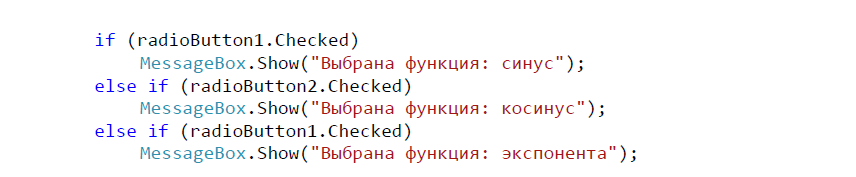 if (radioButton1.Checked)
MessageBox.Show("Выбрана функция: синус");
else if (radioButton2.Checked)
MessageBox.Show("Выбрана функция: косинус");
else if (radioButton1.Checked)
MessageBox.Show("Выбрана функция: экспонента");